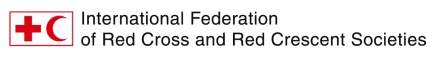 International Federation
of Red Cross and Red Crescent Societies